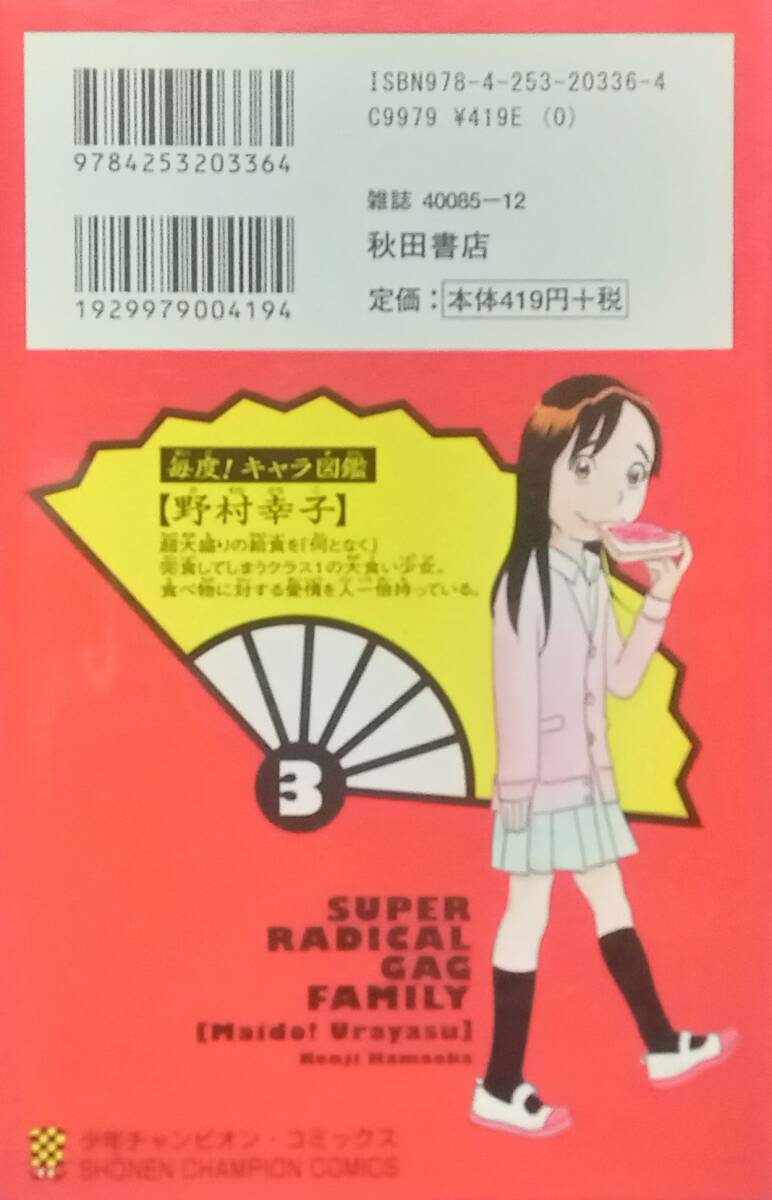 ISBN978-4-253-20336-4
C9979 ¥419E (0)
9784253203364
雑誌 40085-12
秋田書店
1929979004194
定価：本体419円+税
毎度！キャラ図鑑
【野村幸子】
超大盛りの給食を「何となく」
完食してしまうクラス1の大食い少女。
食べ物に対する愛情を人一倍持っている。
3
SUPER
RADICAL
GAG
FAMILY
[Maido! Urayasu]
Kenji Hamaoka
少年チャンピオン・コミックス
SHŌNEN CHAMPION COMICS